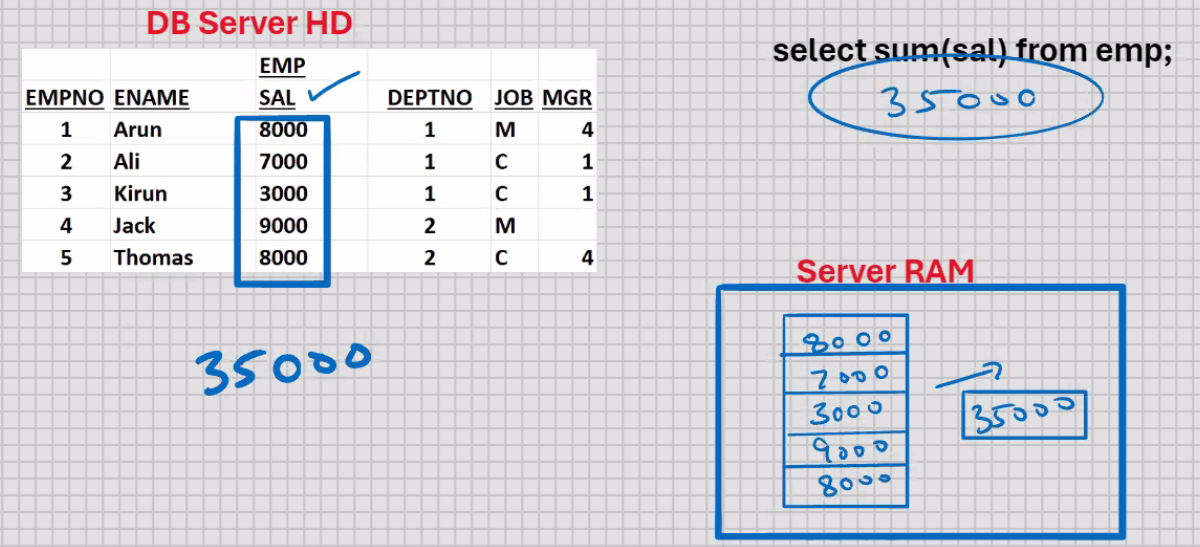 DB Server HD
EMP
EMPNO ENAME SAL DEPTNO JOB MGR
1 Arun 8000 1 M 4
2 Ali 7000 1 C 1
3 Kirun 3000 1 C 1
4 Jack 9000 2 M
5 Thomas 8000 2 C 4
35000
select sum(sal) from emp;
35000
Server RAM
8000
7000
3000
9000
8000
35000